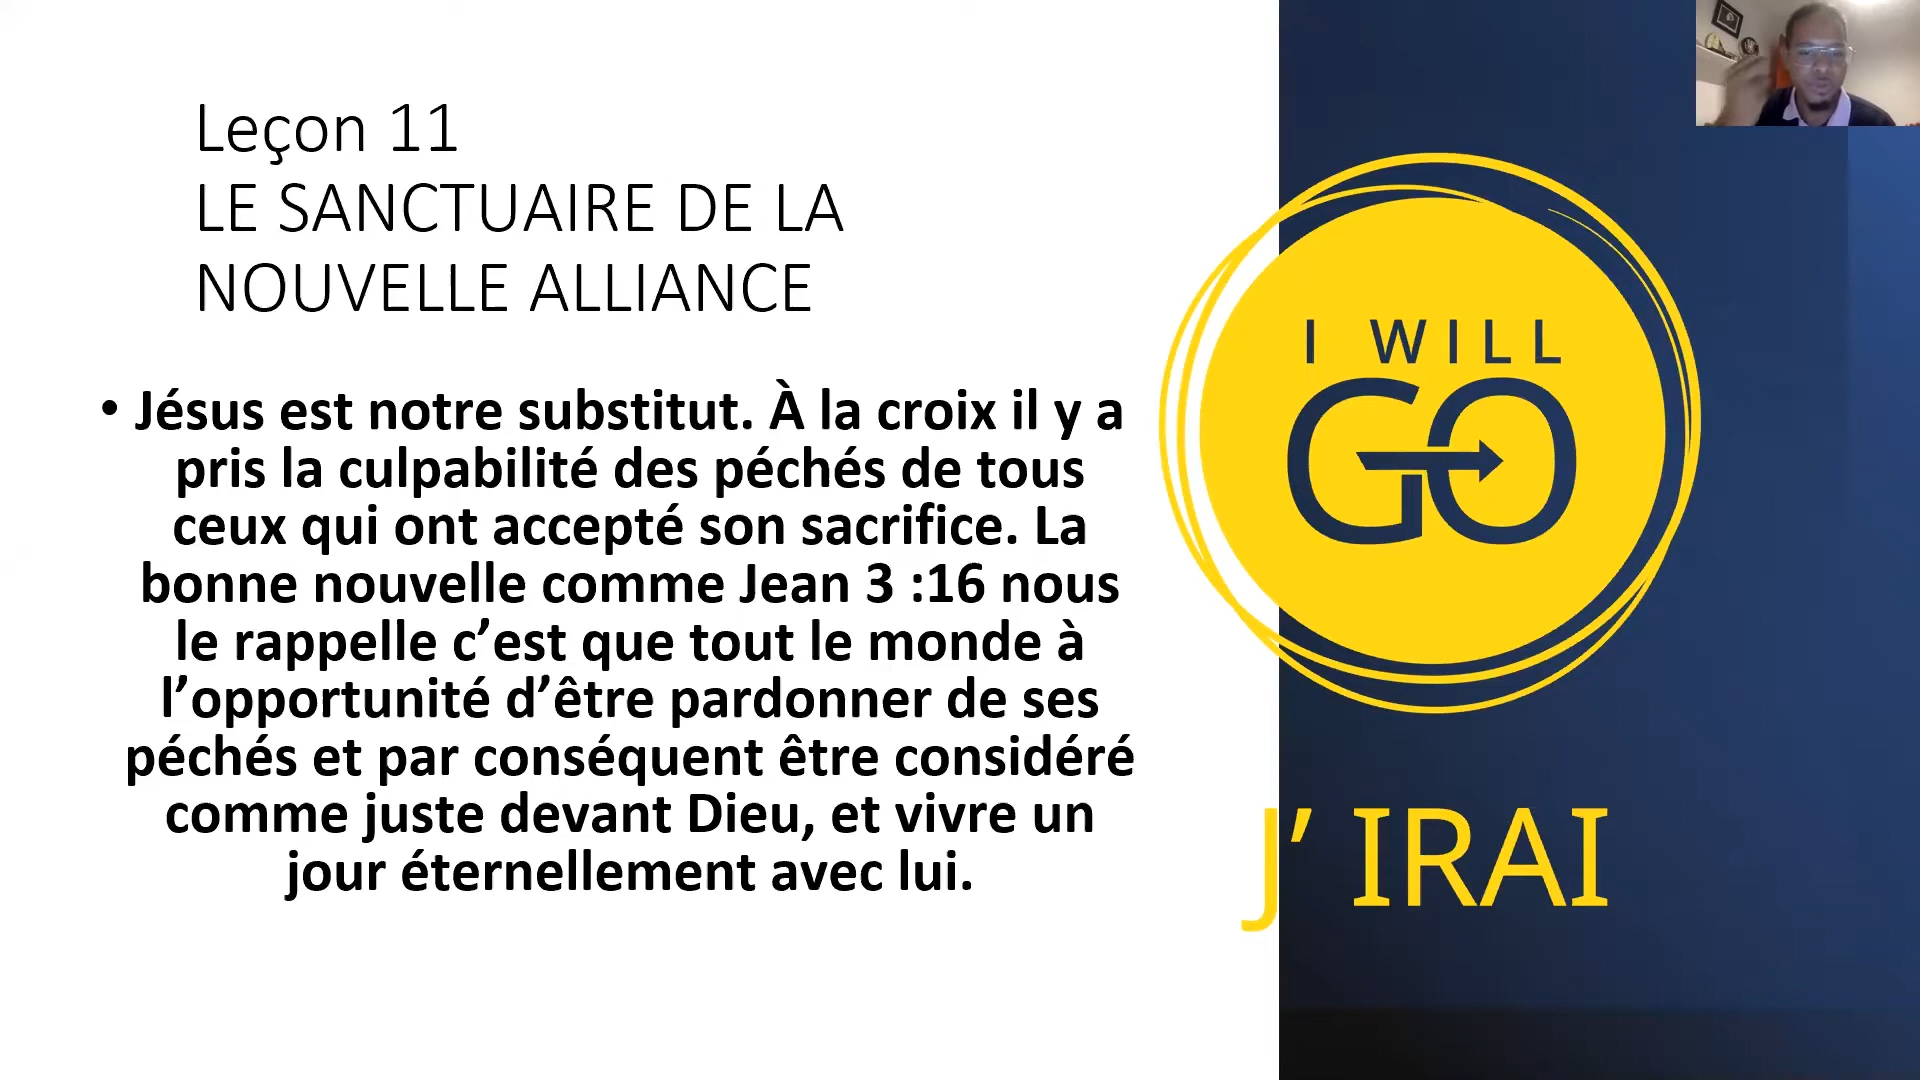 Leçon 11
LE SANCTUAIRE DE LA
NOUVELLE ALLIANCE
• Jésus est notre substitut. À la croix il y a
pris la culpabilité des péchés de tous
ceux qui ont accepté son sacrifice. La
bonne nouvelle comme Jean 3 :16 nous
le rappelle c’est que tout le monde à
l’opportunité d’être pardonner de ses
péchés et par conséquent être considéré
comme juste devant Dieu, et vivre un
jour éternellement avec lui.
I WILL
GO
J’ IRAI